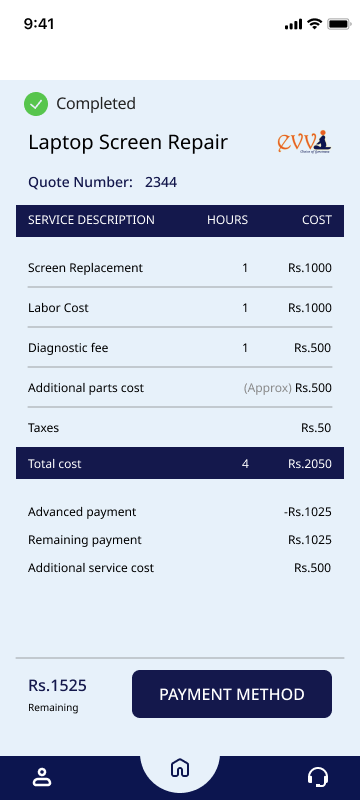 9:41
Completed
Laptop Screen Repair
Quote Number: 2344
SERVICE DESCRIPTION HOURS COST
Screen Replacement 1 Rs.1000
Labor Cost 1 Rs.1000
Diagnostic fee 1 Rs.500
Additional parts cost (Approx) Rs.500
Taxes Rs.50
Total cost 4 Rs.2050
Advanced payment -Rs.1025
Remaining payment Rs.1025
Additional service cost Rs.500
Rs.1525
Remaining
PAYMENT METHOD